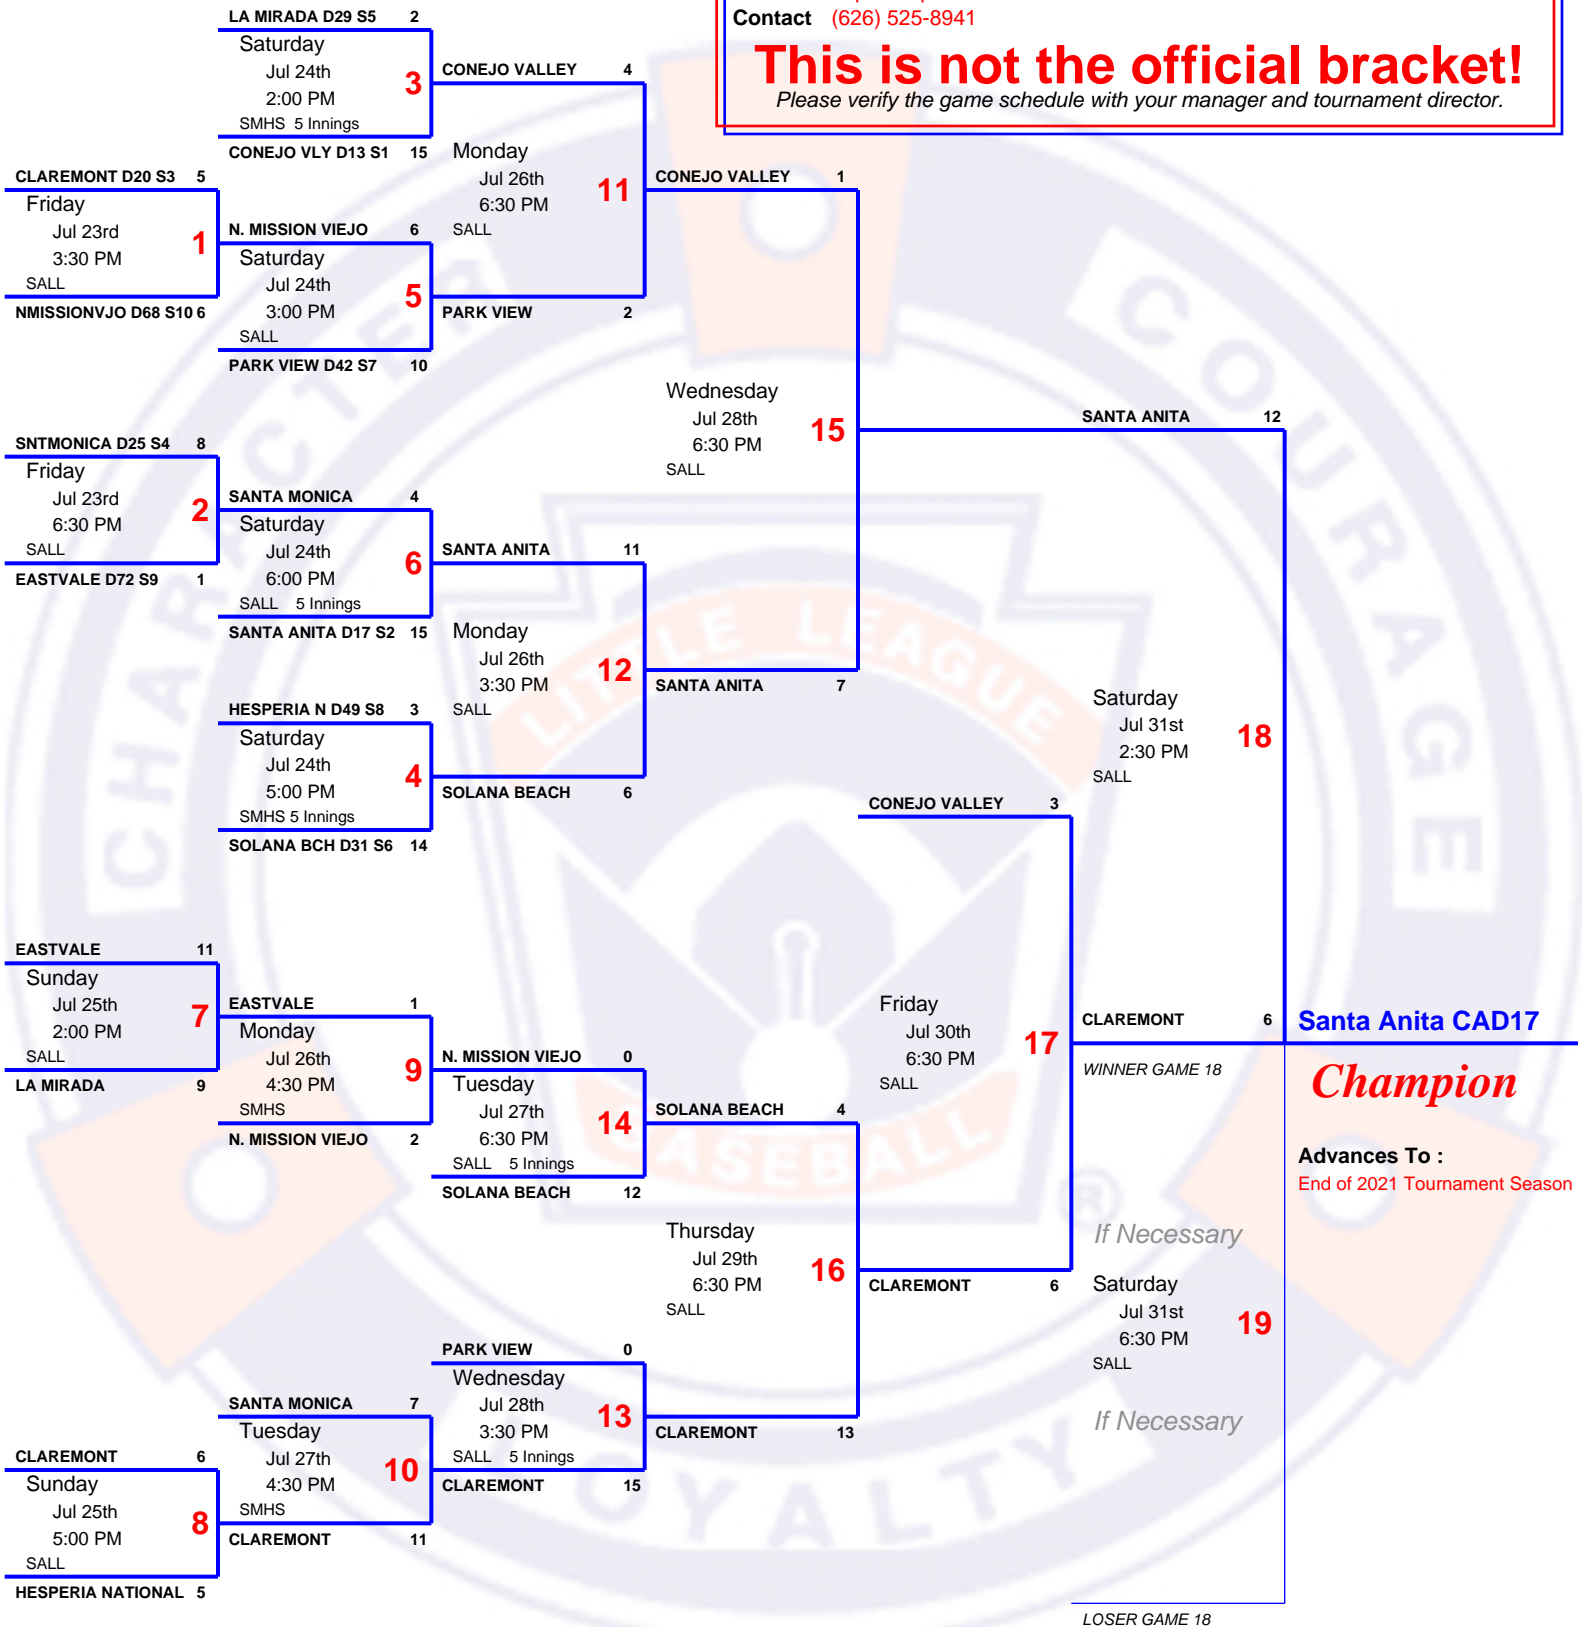 Contact (626) 525-8941
This is not the official bracket!
Please verify the game schedule with your manager and tournament director.
LA MIRADA D29 S5 2
Saturday
Jul 24th
2:00 PM
SMHS 5 Innings
3
CONEJO VLY D13 S1 15
CLAREMONT D20 S3 5
Friday
Jul 23rd
3:30 PM
SALL
1
NMISSIONVJO D68 S10 6
N. MISSION VIEJO 6
Saturday
Jul 24th
3:00 PM
SALL
5
PARK VIEW D42 S7 10
CONEJO VALLEY 4
Monday
Jul 26th
6:30 PM
SALL
11
PARK VIEW 2
SNTMONICA D25 S4 8
Friday
Jul 23rd
6:30 PM
SALL
2
EASTVALE D72 S9 1
SANTA MONICA 4
Saturday
Jul 24th
6:00 PM
SALL 5 Innings
6
SANTA ANITA D17 S2 15
HESPERIA N D49 S8 3
Saturday
Jul 24th
5:00 PM
SMHS 5 Innings
4
SOLANA BCH D31 S6 14
SANTA ANITA 11
Monday
Jul 26th
3:30 PM
SALL
12
SOLANA BEACH 6
CONEJO VALLEY 1
Wednesday
Jul 28th
6:30 PM
SALL
15
SANTA ANITA 7
EASTVALE 11
Sunday
Jul 25th
2:00 PM
SALL
7
LA MIRADA 9
EASTVALE 1
Monday
Jul 26th
4:30 PM
SMHS
9
N. MISSION VIEJO 2
N. MISSION VIEJO 0
Tuesday
Jul 27th
6:30 PM
SALL 5 Innings
14
SOLANA BEACH 12
CLAREMONT 6
Sunday
Jul 25th
5:00 PM
SALL
8
HESPERIA NATIONAL 5
SANTA MONICA 7
Tuesday
Jul 27th
4:30 PM
SMHS
10
CLAREMONT 11
PARK VIEW 0
Wednesday
Jul 28th
3:30 PM
SALL 5 Innings
13
CLAREMONT 15
SOLANA BEACH 4
Thursday
Jul 29th
6:30 PM
SALL
16
CLAREMONT 13
CONEJO VALLEY 3
Friday
Jul 30th
6:30 PM
SALL
17
CLAREMONT 6
SANTA ANITA 12
Saturday
Jul 31st
2:30 PM
SALL
18
CLAREMONT 6
WINNER GAME 18
If Necessary
Saturday
Jul 31st
6:30 PM
SALL
19
If Necessary
LOSER GAME 18
Santa Anita CAD17
Champion
Advances To :
End of 2021 Tournament Season
CHARACTER
COURAGE
LOYALTY
LITTLE LEAGUE
BASEBALL
®